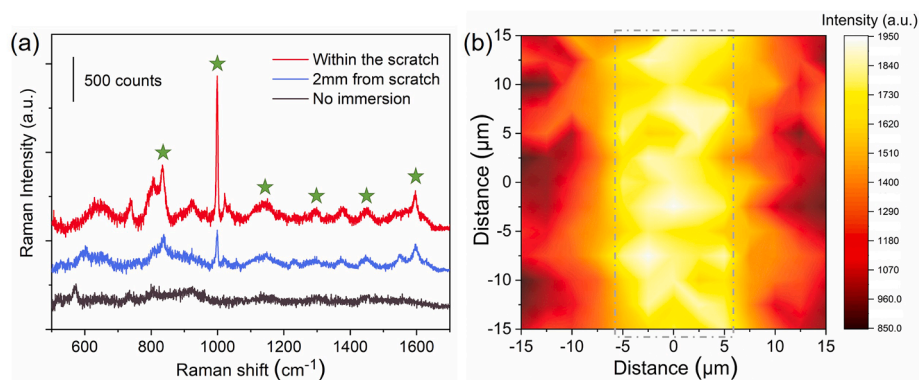 (a)
500 counts
Within the scratch
2mm from scratch
No immersion
Raman Intensity (a.u.)
600 800 1000 1200 1400 1600
Raman shift (cm⁻¹)
(b)
Intensity (a.u.)
15
10
5
0
-5
-10
-15
Distance (μm)
-15 -10 -5 0 5 10 15
Distance (μm)
1950
1840
1730
1620
1510
1400
1290
1180
1070
960.0
850.0